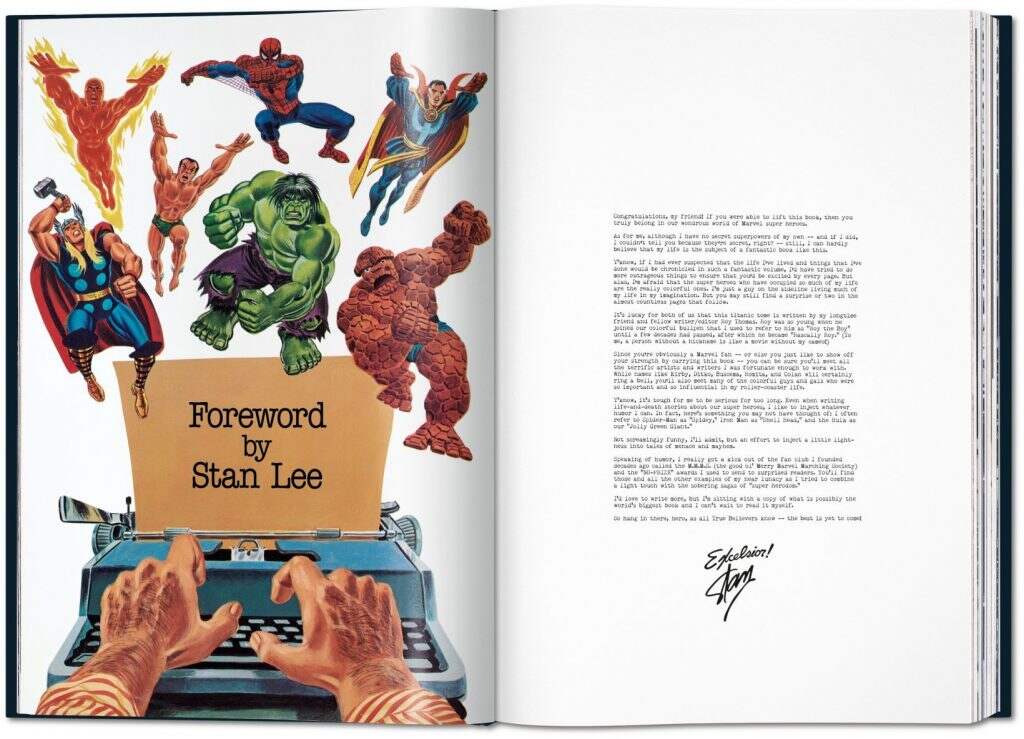 Foreword
by
Stan Lee
Congratulations, my friend! If you were able to lift this book, then you
truly belong in our wondrous world of Marvel super heroes.
As for me, although I have no secret superpowers of my own -- and if I did,
I couldn't tell you because they're secret, right? -- still, I can hardly
believe that my life is the subject of a fantastic book like this.
Y'know, if I had ever suspected that the life I've lived and things that I've
done would be chronicled in such a fantastic volume, I'd have tried to do
more outrageous things to ensure that you'd be excited by every page. But
alas, I'm afraid that the super heroes who have occupied so much of my life
are the really colorful ones. I'm just a guy on the sideline living much of
my life in my imagination. But you may still find a surprise or two in the
almost countless pages that follow.
It's lucky for both of us that this titanic tome is written by my longtime
friend and fellow writer/editor Roy Thomas. Roy was so young when he
joined our colorful bullpen that I used to refer to him as "Roy the Boy"
until a few decades had passed, after which he became "Rascally Roy." (To
me, a person without a nickname is like a movie without my cameo!)
Since you're obviously a Marvel fan -- or else you just like to show off
your strength by carrying this book -- you can be sure you'll meet all
the terrific artists and writers I was fortunate enough to work with.
While names like Kirby, Ditko, Buscema, Romita, and Colan will certainly
ring a bell, you'll also meet many of the colorful guys and gals who were
so important and so influential in my roller-coaster life.
Y'know, it's tough for me to be serious for too long. Even when writing
life-and-death stories about our super heroes, I like to inject whatever
humor I can. In fact, here's something you may not have thought of: I often
refer to Spider-Man as "Spidey," Iron Man as "Shell Head," and the Hulk as
our "Jolly Green Giant."
Not screamingly funny, I'll admit, but an effort to inject a little light-
ness into tales of menace and mayhem.
Speaking of humor, I really got a kick out of the fan club I founded
decades ago called the M.M.M.S. (the good ol' Merry Marvel Marching Society)
and the "NO-PRIZE" awards I used to send to surprised readers. You'll find
those and all the other examples of my near lunacy as I tried to combine
a light touch with the sobering sagas of "super herodom."
I'd love to write more, but I'm sitting with a copy of what is possibly the
world's biggest book and I can't wait to read it myself.
So hang in there, hero, as all True Believers know -- the best is yet to come!
Excelsior!
Stan